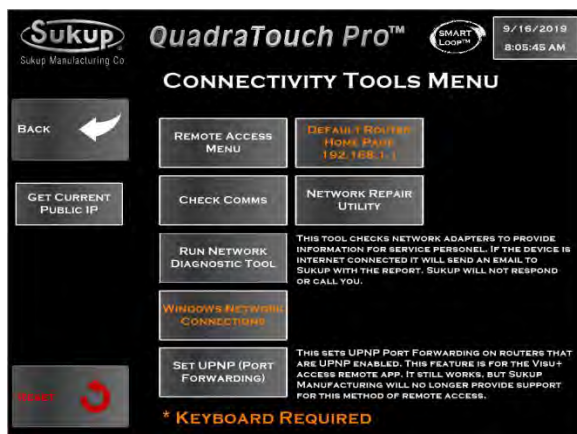 Sukup
Sukup Manufacturing Co
QuadraTouch Pro™
SMART
LOOP™
9/16/2019
8:05:45 AM
CONNECTIVITY TOOLS MENU
BACK
REMOTE ACCESS
MENU
DEFAULT ROUTER
HOME PAGE
192.168.1.1
GET CURRENT
PUBLIC IP
CHECK COMMS
NETWORK REPAIR
UTILITY
RUN NETWORK
DIAGNOSTIC TOOL
THIS TOOL CHECKS NETWORK ADAPTERS TO PROVIDE
INFORMATION FOR SERVICE PERSONEL. IF THE DEVICE IS
INTERNET CONNECTED IT WILL SEND AN EMAIL TO
SUKUP WITH THE REPORT. SUKUP WILL NOT RESPOND
OR CALL YOU.
WINDOWS NETWORK
CONNECTIONS
SET UPNP (PORT
FORWARDING)
THIS SETS UPNP PORT FORWARDING ON ROUTERS THAT
ARE UPNP ENABLED. THIS FEATURE IS FOR THE VISU+
ACCESS REMOTE APP. IT STILL WORKS, BUT SUKUP
MANUFACTURING WILL NO LONGER PROVIDE SUPPORT
FOR THIS METHOD OF REMOTE ACCESS.
RESET
* KEYBOARD REQUIRED